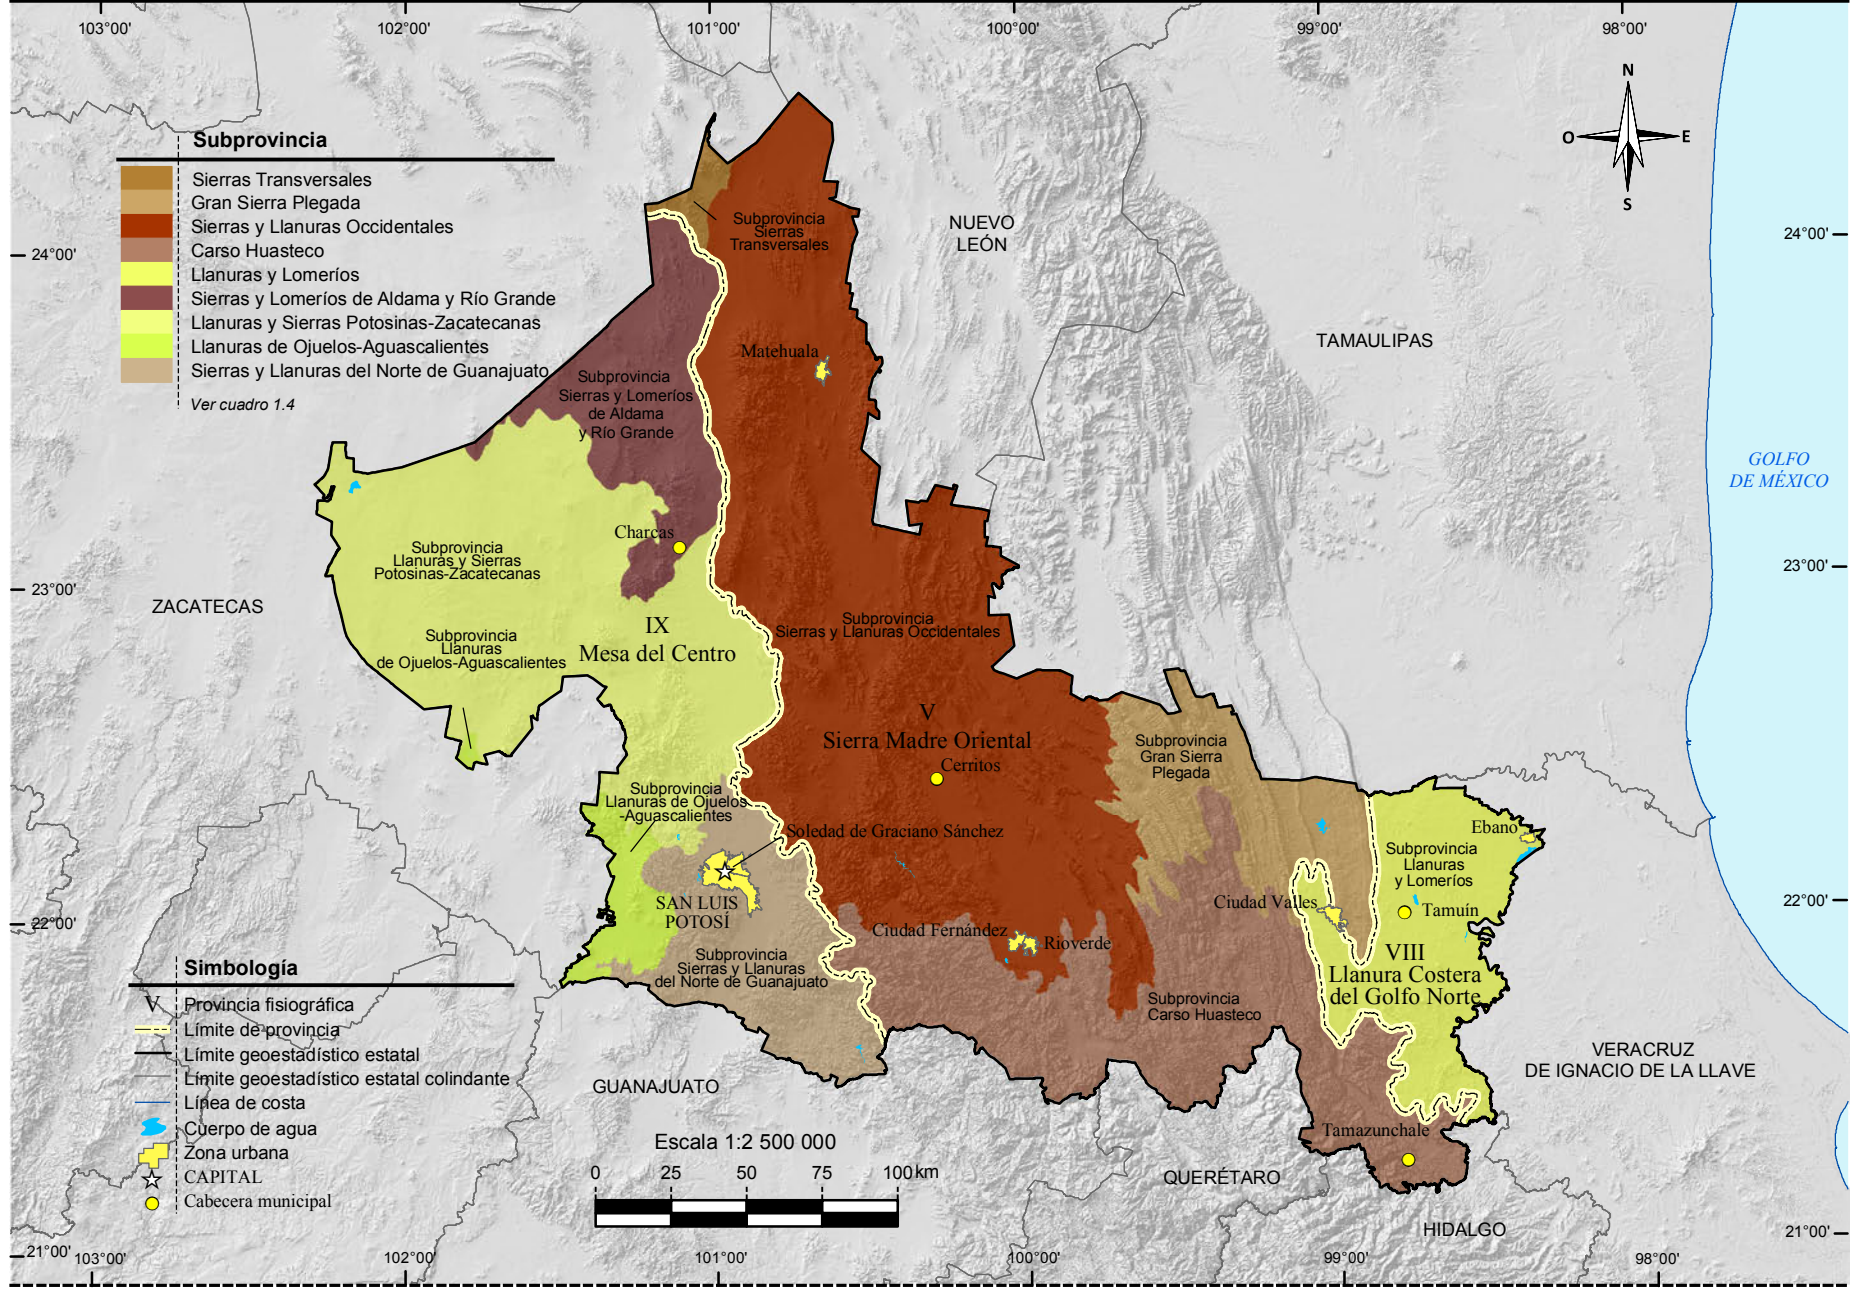 103°00'
102°00'
101°00'
100°00'
99°00'
98°00'
Subprovincia
Sierras Transversales
Gran Sierra Plegada
Sierras y Llanuras Occidentales
Carso Huasteco
Llanuras y Lomeríos
Sierras y Lomeríos de Aldama y Río Grande
Llanuras y Sierras Potosinas-Zacatecanas
Llanuras de Ojuelos-Aguascalientes
Sierras y Llanuras del Norte de Guanajuato
Ver cuadro 1.4
N
O
E
S
24°00'
24°00'
23°00'
23°00'
22°00'
22°00'
21°00'
21°00'
NUEVO
LEÓN
TAMAULIPAS
GOLFO
DE MÉXICO
ZACATECAS
Subprovincia
Sierras
Transversales
Matehuala
Subprovincia
Sierras y Lomeríos
de Aldama
y Río Grande
Charcas
Subprovincia
Llanuras y Sierras
Potosinas-Zacatecanas
IX
Mesa del Centro
Subprovincia
Llanuras
de Ojuelos-Aguascalientes
Subprovincia
Sierras y Llanuras Occidentales
V
Sierra Madre Oriental
Cerritos
Subprovincia
Gran Sierra
Plegada
Subprovincia
Llanuras de Ojuelos
-Aguascalientes
Soledad de Graciano Sánchez
SAN LUIS
POTOSÍ
Ebano
Subprovincia
Llanuras
y Lomeríos
Ciudad Valles
Tamuín
Ciudad Fernández
Rioverde
VIII
Llanura Costera
del Golfo Norte
Subprovincia
Sierras y Llanuras
del Norte de Guanajuato
Subprovincia
Carso Huasteco
Tamazunchale
GUANAJUATO
QUERÉTARO
HIDALGO
VERACRUZ
DE IGNACIO DE LA LLAVE
Simbología
V Provincia fisiográfica
Límite de provincia
Límite geoestadístico estatal
Límite geoestadístico estatal colindante
Línea de costa
Cuerpo de agua
Zona urbana
CAPITAL
Cabecera municipal
Escala 1:2 500 000
0 25 50 75 100 km
103°00'
102°00'
101°00'
100°00'
99°00'
98°00'